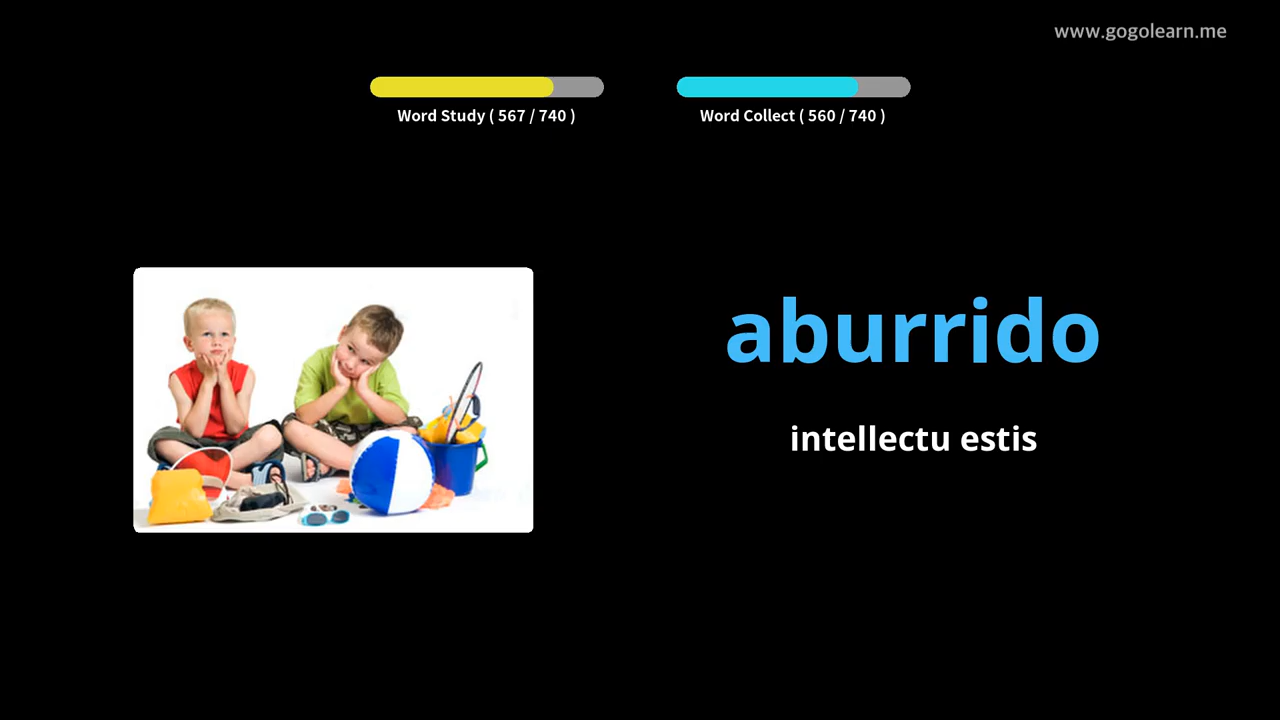 www.gogolearn.me
Word Study ( 567 / 740 )
Word Collect ( 560 / 740 )
aburrido
intellectu estis